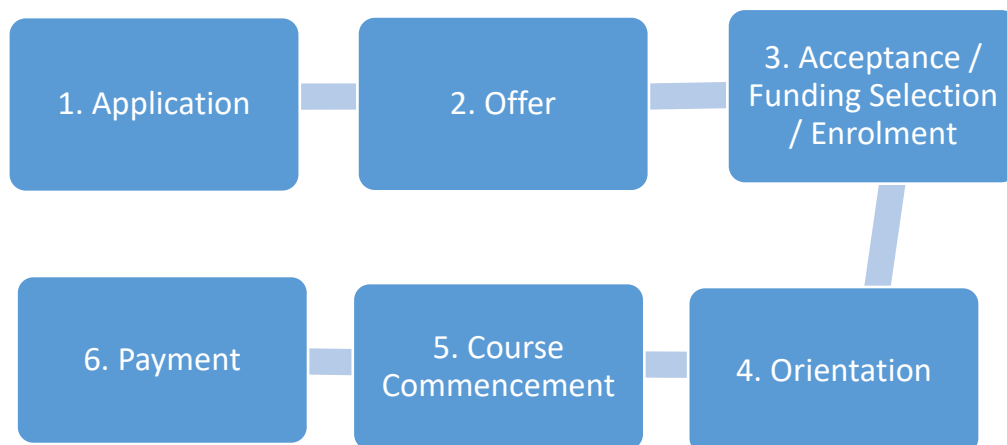 1. Application
2. Offer
3. Acceptance /
Funding Selection
/ Enrolment
4. Orientation
5. Course
Commencement
6. Payment